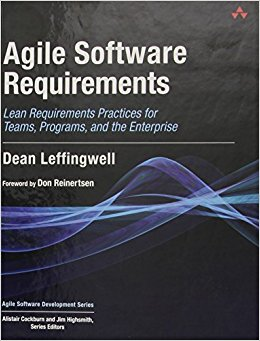 Agile Software
Requirements
Lean Requirements Practices for
Teams, Programs, and the Enterprise
Dean Leffingwell
Foreword by Don Reinertsen
Agile Software Development Series
Alistair Cockburn and Jim Highsmith,
Series Editors